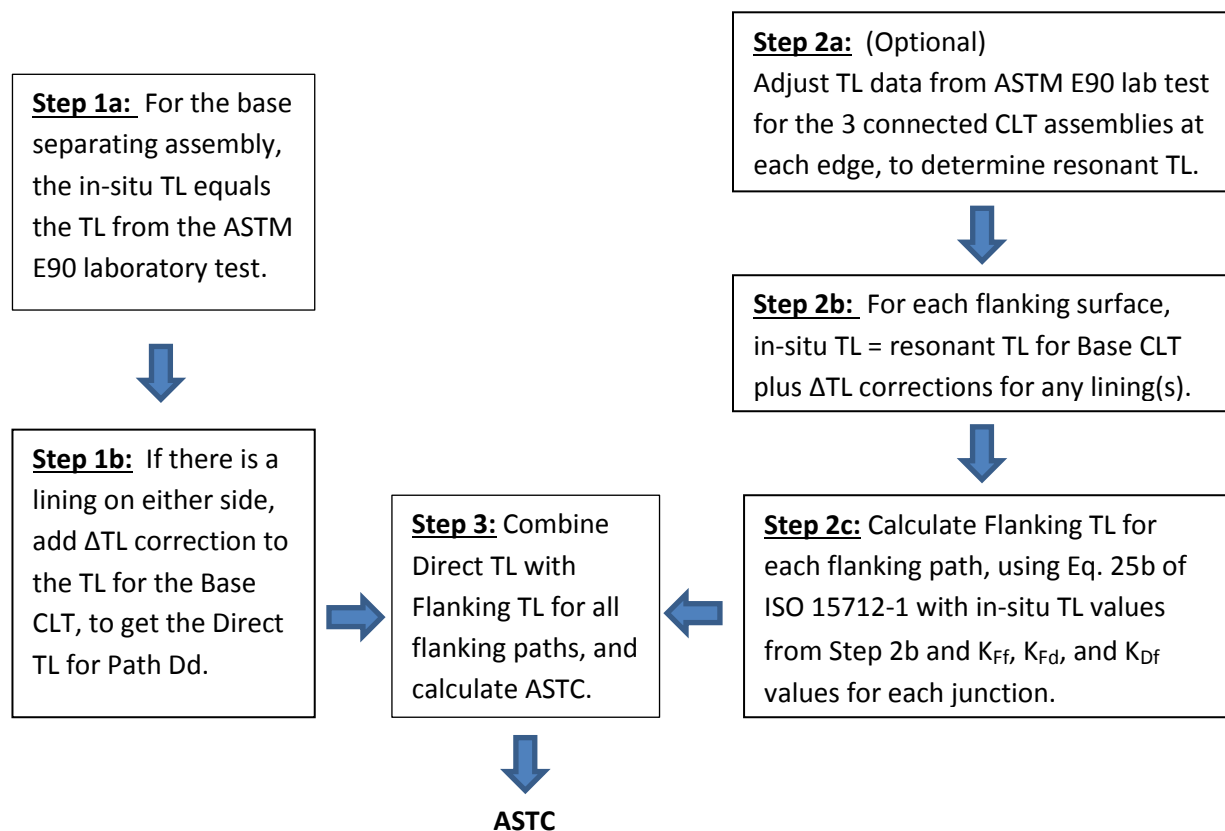 Step 1a: For the base
separating assembly,
the in-situ TL equals
the TL from the ASTM
E90 laboratory test.
Step 1b: If there is a
lining on either side,
add ΔTL correction to
the TL for the Base
CLT, to get the Direct
TL for Path Dd.
Step 2a: (Optional)
Adjust TL data from ASTM E90 lab test
for the 3 connected CLT assemblies at
each edge, to determine resonant TL.
Step 2b: For each flanking surface,
in-situ TL = resonant TL for Base CLT
plus ΔTL corrections for any lining(s).
Step 2c: Calculate Flanking TL for
each flanking path, using Eq. 25b of
ISO 15712-1 with in-situ TL values
from Step 2b and KFf, KFd, and KDf
values for each junction.
Step 3: Combine
Direct TL with
Flanking TL for all
flanking paths, and
calculate ASTC.
ASTC